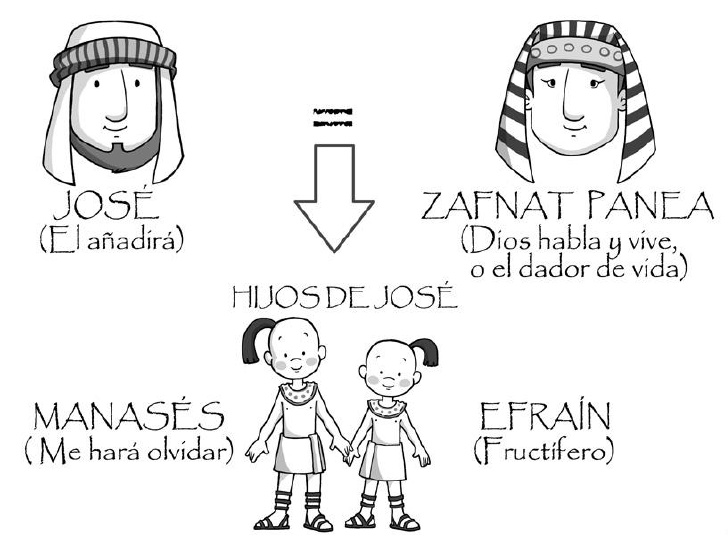 =
JOSÉ
(El añadirá)
ZAFNAT PANEA
(Dios habla y vive,
o el dador de vida)
HIJOS DE JOSÉ
MANASÉS
( Me hará olvidar)
EFRAÍN
(Fructífero)